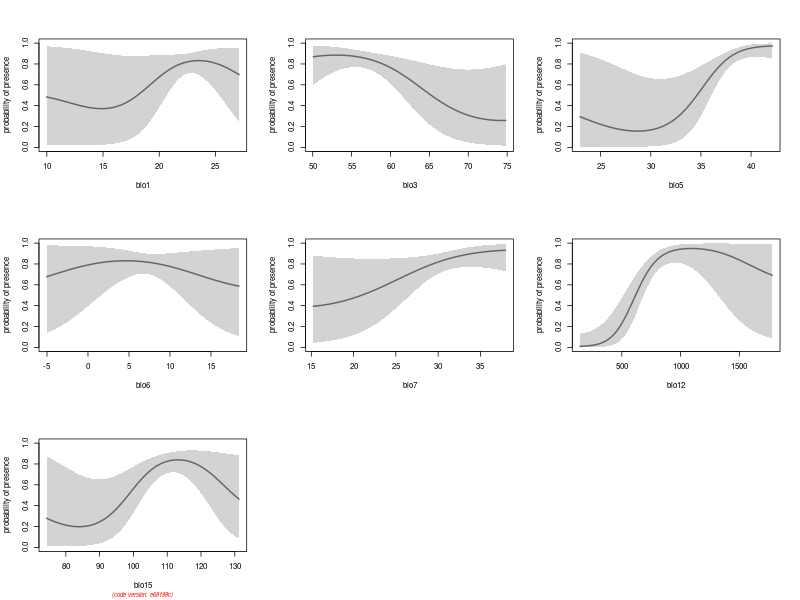 probability of presence
0.0 0.2 0.4 0.6 0.8 1.0
10 15 20 25
bio1
probability of presence
0.0 0.2 0.4 0.6 0.8 1.0
50 55 60 65 70 75
bio3
probability of presence
0.0 0.2 0.4 0.6 0.8 1.0
25 30 35 40
bio5
probability of presence
0.0 0.2 0.4 0.6 0.8 1.0
-5 0 5 10 15
bio6
probability of presence
0.0 0.2 0.4 0.6 0.8 1.0
15 20 25 30 35
bio7
probability of presence
0.0 0.2 0.4 0.6 0.8 1.0
500 1000 1500
bio12
probability of presence
0.0 0.2 0.4 0.6 0.8 1.0
80 90 100 110 120 130
bio15
(code version: